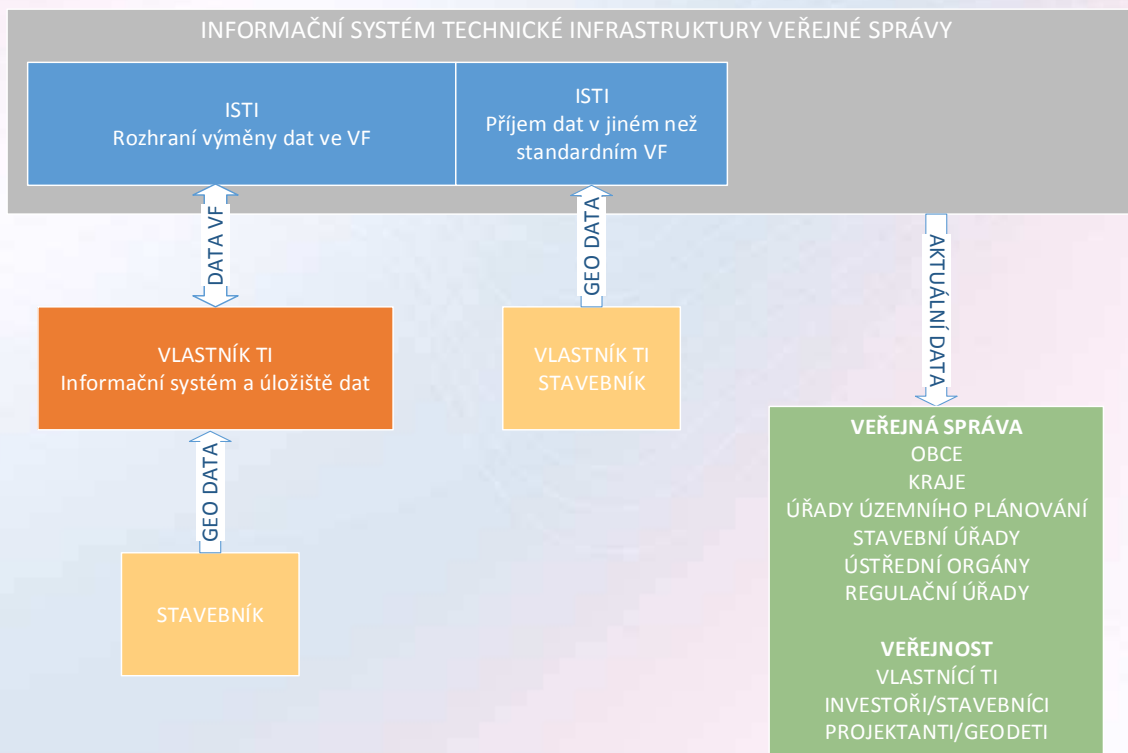 INFORMAČNÍ SYSTÉM TECHNICKÉ INFRASTRUKTURY VEŘEJNÉ SPRÁVY
ISTI
Rozhraní výměny dat ve VF
ISTI
Příjem dat v jiném než
standardním VF
DATA VF
GEO DATA
AKTUÁLNÍ DATA
VLASTNÍK TI
Informační systém a úložiště dat
VLASTNÍK TI
STAVEBNÍK
GEO DATA
STAVEBNÍK
VEŘEJNÁ SPRÁVA
OBCE
KRAJE
ÚŘADY ÚZEMNÍHO PLÁNOVÁNÍ
STAVEBNÍ ÚŘADY
ÚSTŘEDNÍ ORGÁNY
REGULAČNÍ ÚŘADY
VEŘEJNOST
VLASTNÍCÍ TI
INVESTOŘI/STAVEBNÍCI
PROJEKTANTI/GEODETI